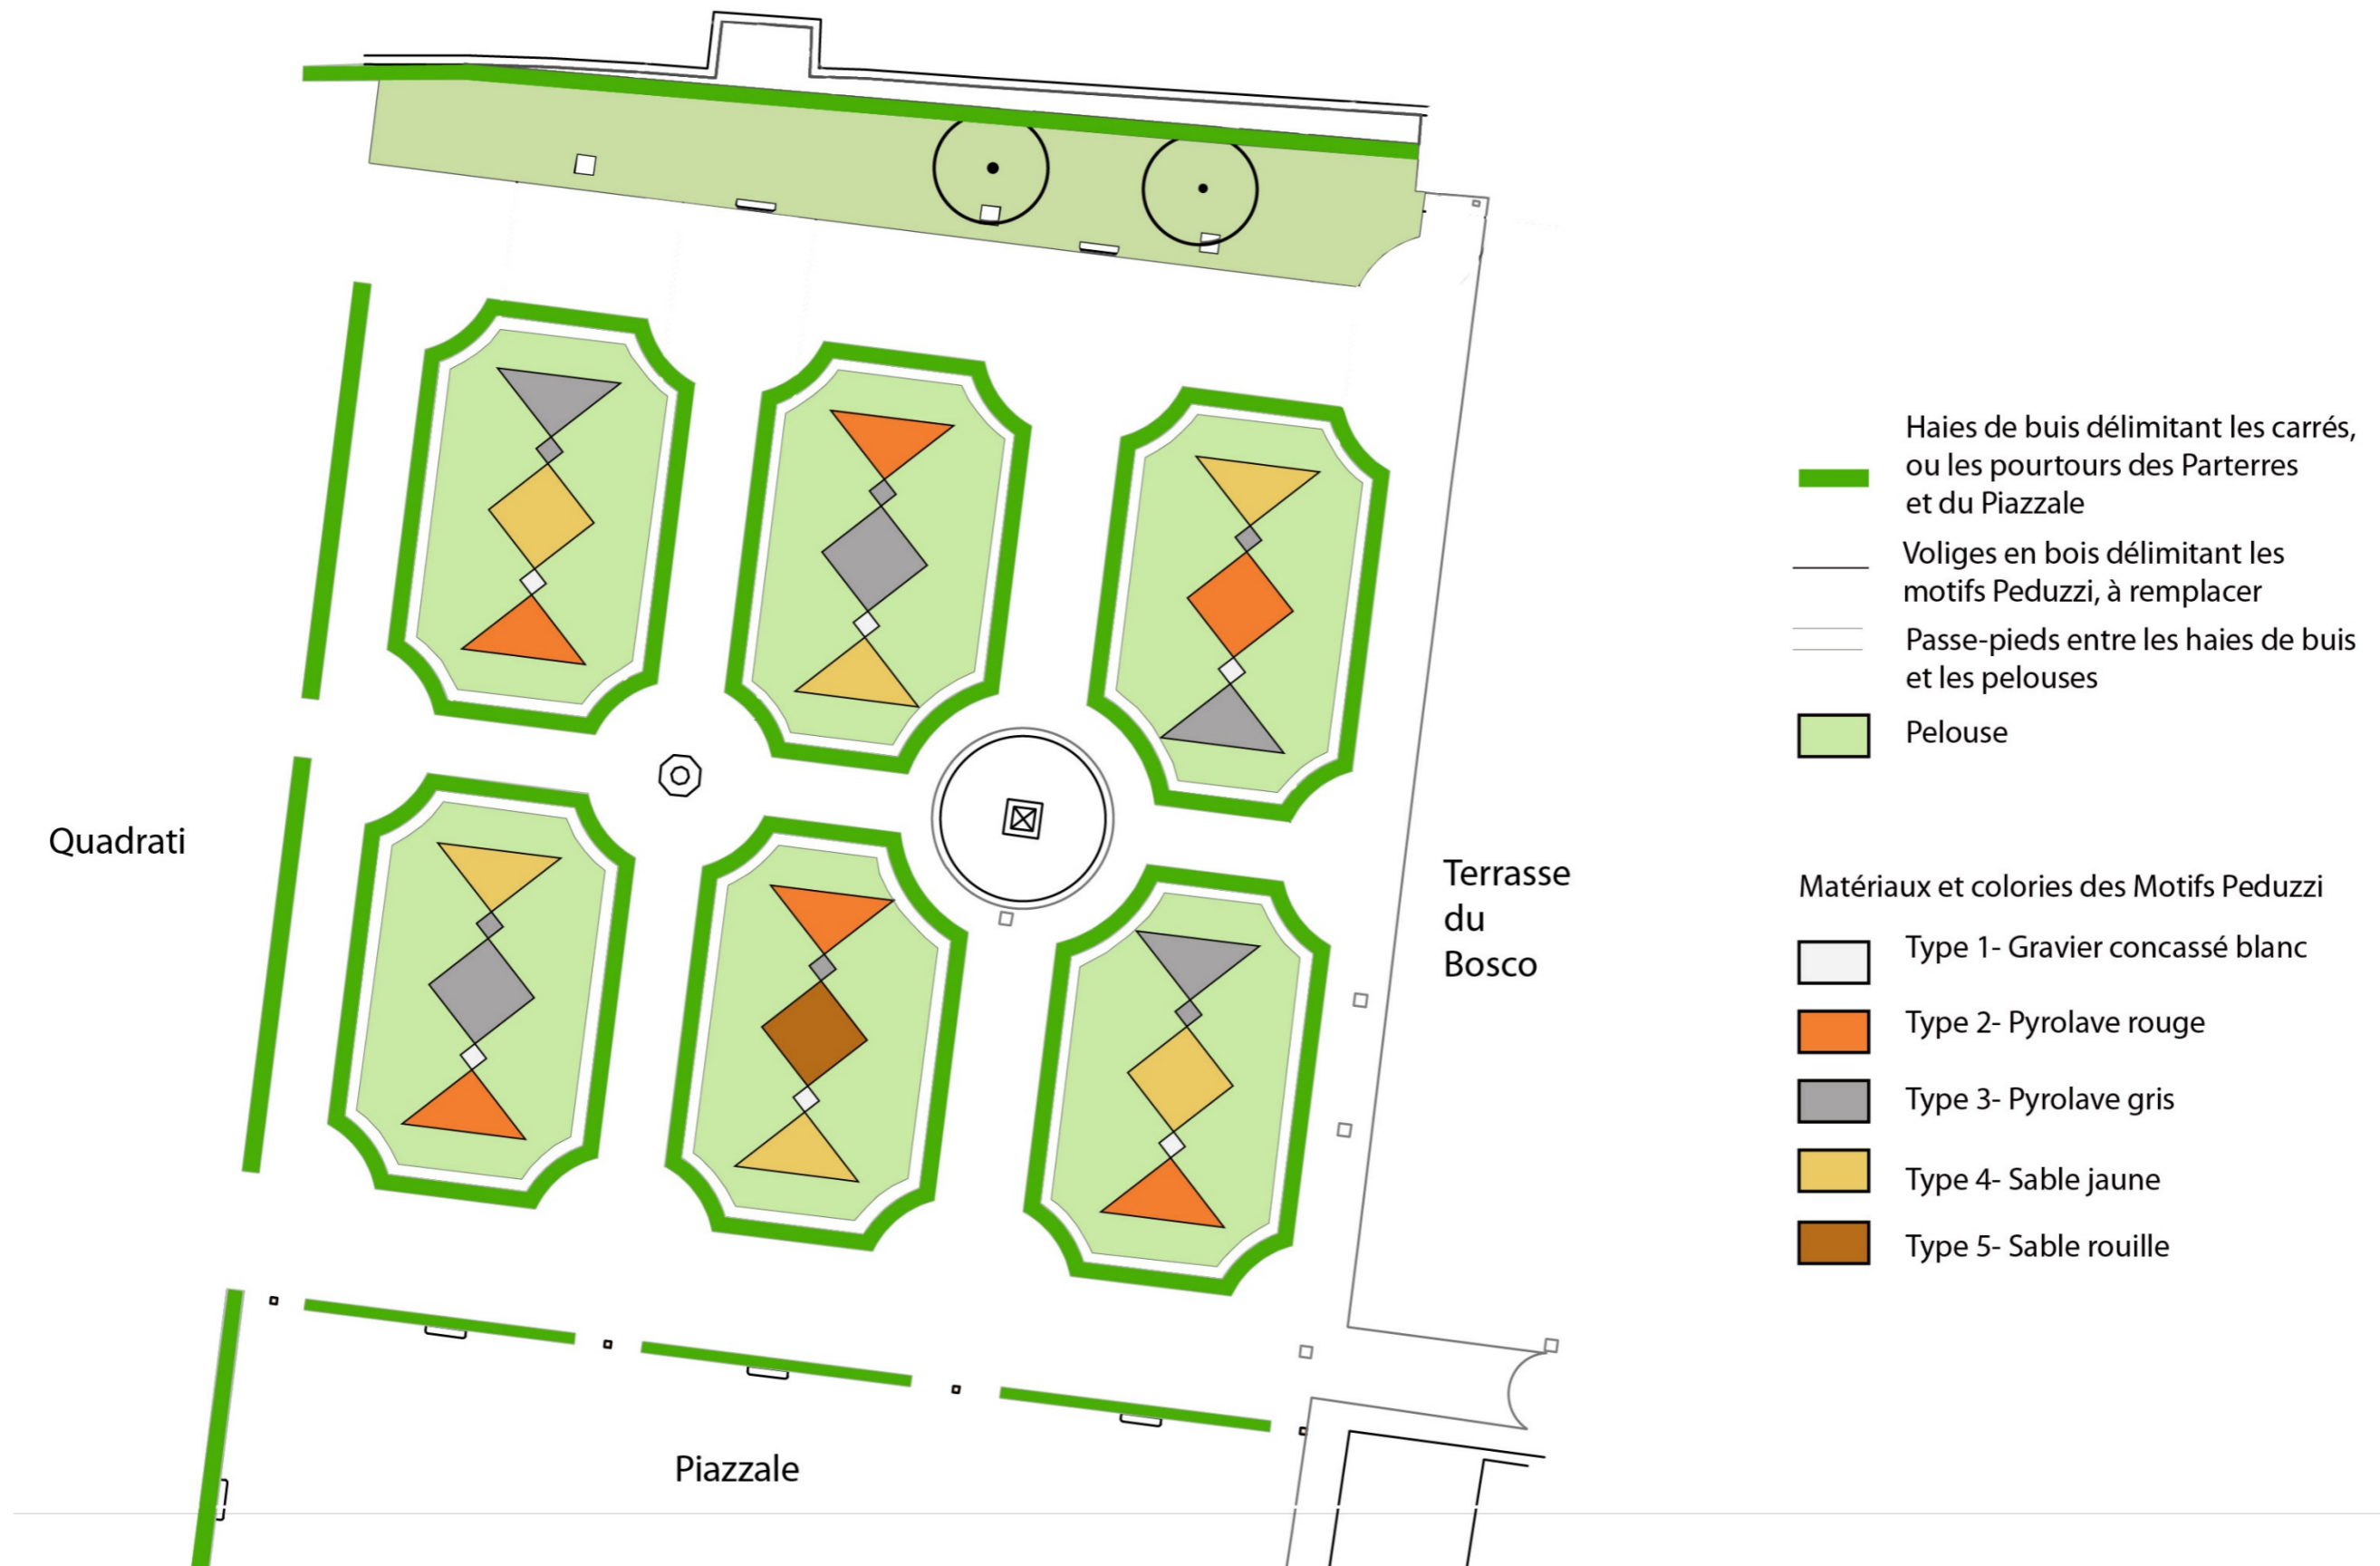 Haies de buis délimitant les carrés,
ou les pourtours des Parterres
et du Piazzale
Voliges en bois délimitant les
motifs Peduzzi, à remplacer
Passe-pieds entre les haies de buis
et les pelouses
Pelouse
Quadrati
Terrasse
du
Bosco
Matériaux et colories des Motifs Peduzzi
Type 1- Gravier concassé blanc
Type 2- Pyrolave rouge
Type 3- Pyrolave gris
Type 4- Sable jaune
Type 5- Sable rouille
Piazzale